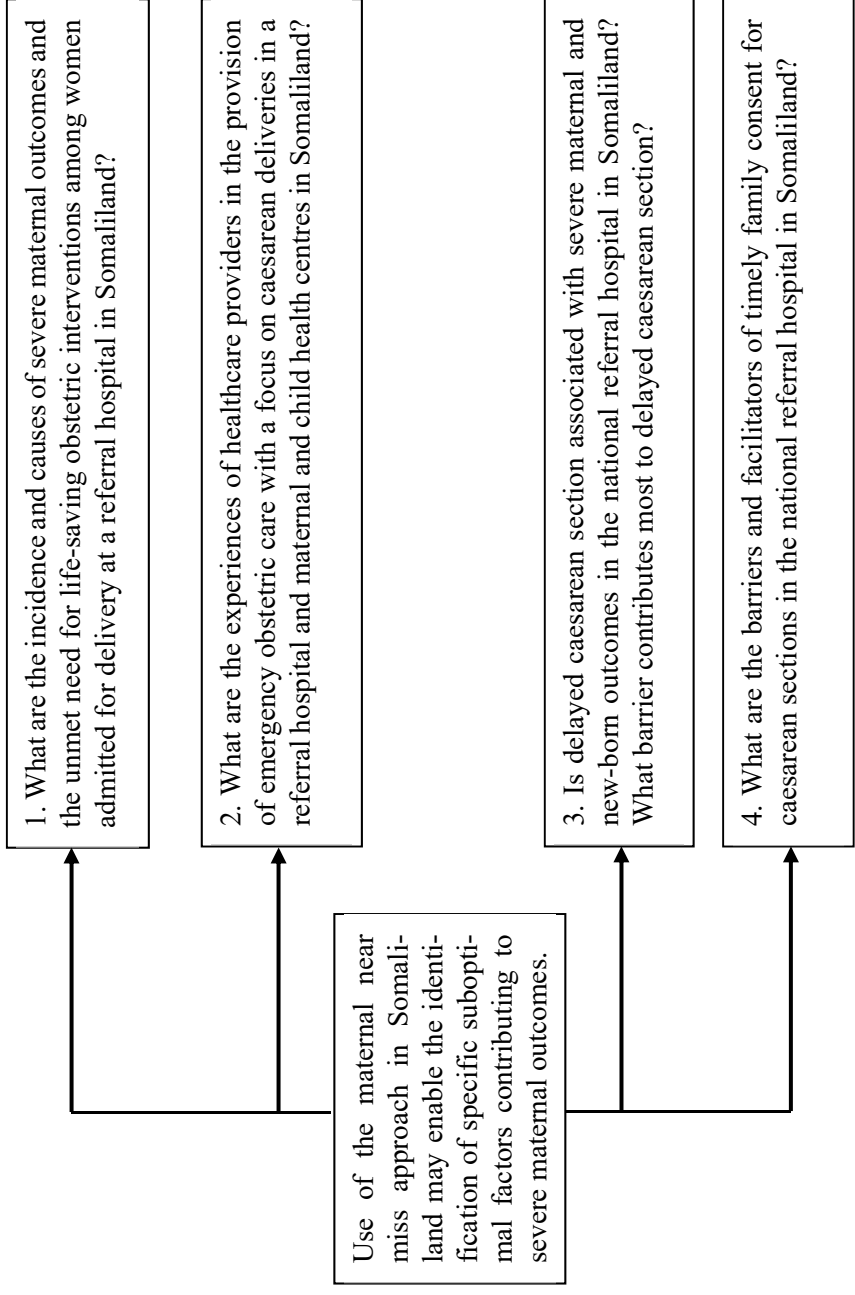 Use of the maternal near
miss approach in Somali-
land may enable the identi-
fication of specific subopti-
mal factors contributing to
severe maternal outcomes.
1. What are the incidence and causes of severe maternal outcomes and
the unmet need for life-saving obstetric interventions among women
admitted for delivery at a referral hospital in Somaliland?
2. What are the experiences of healthcare providers in the provision
of emergency obstetric care with a focus on caesarean deliveries in a
referral hospital and maternal and child health centres in Somaliland?
3. Is delayed caesarean section associated with severe maternal and
new-born outcomes in the national referral hospital in Somaliland?
What barrier contributes most to delayed caesarean section?
4. What are the barriers and facilitators of timely family consent for
caesarean sections in the national referral hospital in Somaliland?